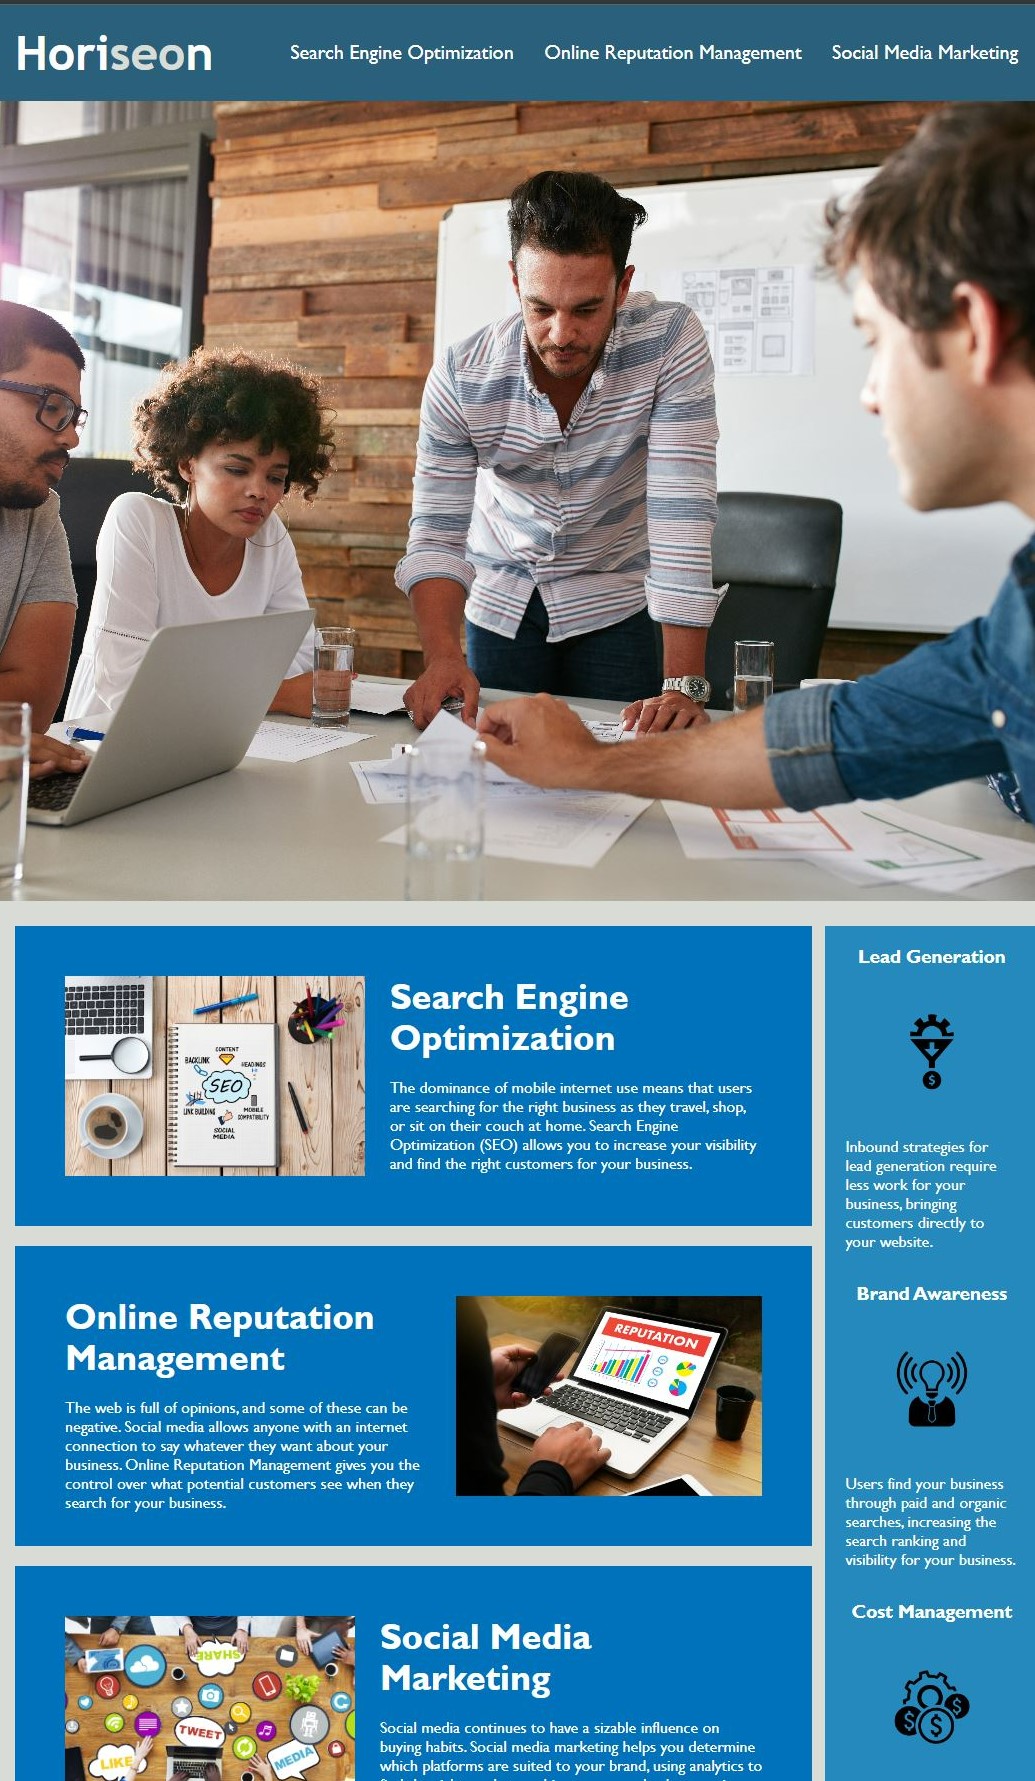 Horiseon
Search Engine Optimization
Online Reputation Management
Social Media Marketing
Search Engine
Optimization
The dominance of mobile internet use means that users
are searching for the right business as they travel, shop,
or sit on their couch at home. Search Engine
Optimization (SEO) allows you to increase your visibility
and find the right customers for your business.
CONTENT
BACKLINK
HEADINGS
SEO
LINK BUILDING
MOBILE
COMPATIBILITY
SOCIAL
MEDIA
Online Reputation
Management
The web is full of opinions, and some of these can be
negative. Social media allows anyone with an internet
connection to say whatever they want about your
business. Online Reputation Management gives you the
control over what potential customers see when they
search for your business.
REPUTATION
Social Media
Marketing
Social media continues to have a sizable influence on
buying habits. Social media marketing helps you determine
which platforms are suited to your brand, using analytics to
SHARE
TWEET
LIKE
MEDIA
Lead Generation
Inbound strategies for
lead generation require
less work for your
business, bringing
customers directly to
your website.
Brand Awareness
Users find your business
through paid and organic
searches, increasing the
search ranking and
visibility for your business.
Cost Management